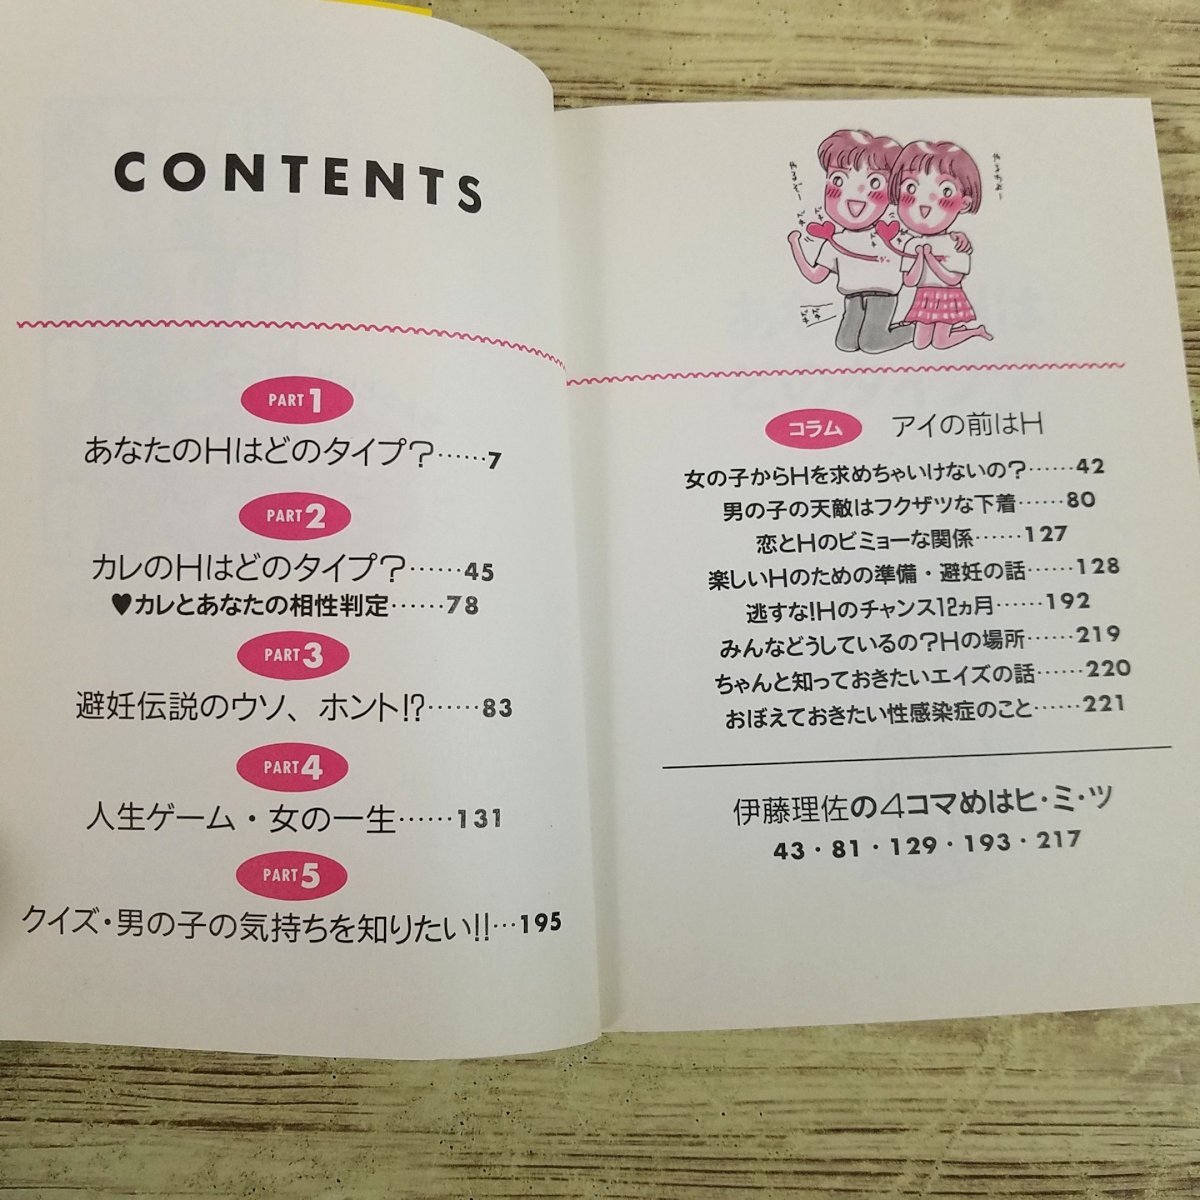 CONTENTS
PART1
あなたのHはどのタイプ?……7
PART2
カレのHはどのタイプ?……45
♥カレとあなたの相性判定……78
PART3
避妊伝説のウソ、ホント!?……83
PART4
人生ゲーム・女の一生……131
PART5
クイズ・男の子の気持ちを知りたい!!…195
コラム アイの前はH
女の子からHを求めちゃいけないの?……42
男の子の天敵はフクザツな下着……80
恋とHのビミョーな関係……127
楽しいHのための準備・避妊の話……128
逃すな!Hのチャンス12ヵ月……192
みんなどうしているの?Hの場所……219
ちゃんと知っておきたいエイズの話……220
おぼえておきたい性感染症のこと……221
伊藤理佐の4コマめはヒ・ミ・ツ
43・81・129・193・217